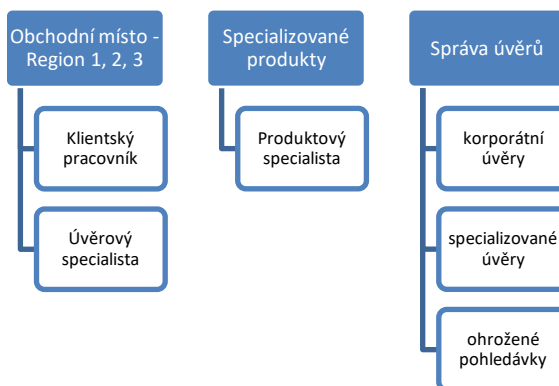 Obchodní místo -
Region 1, 2, 3
Klientský
pracovník
Úvěrový
specialista
Specializované
produkty
Produktový
specialista
Správa úvěrů
korporátní
úvěry
specializované
úvěry
ohrožené
pohledávky